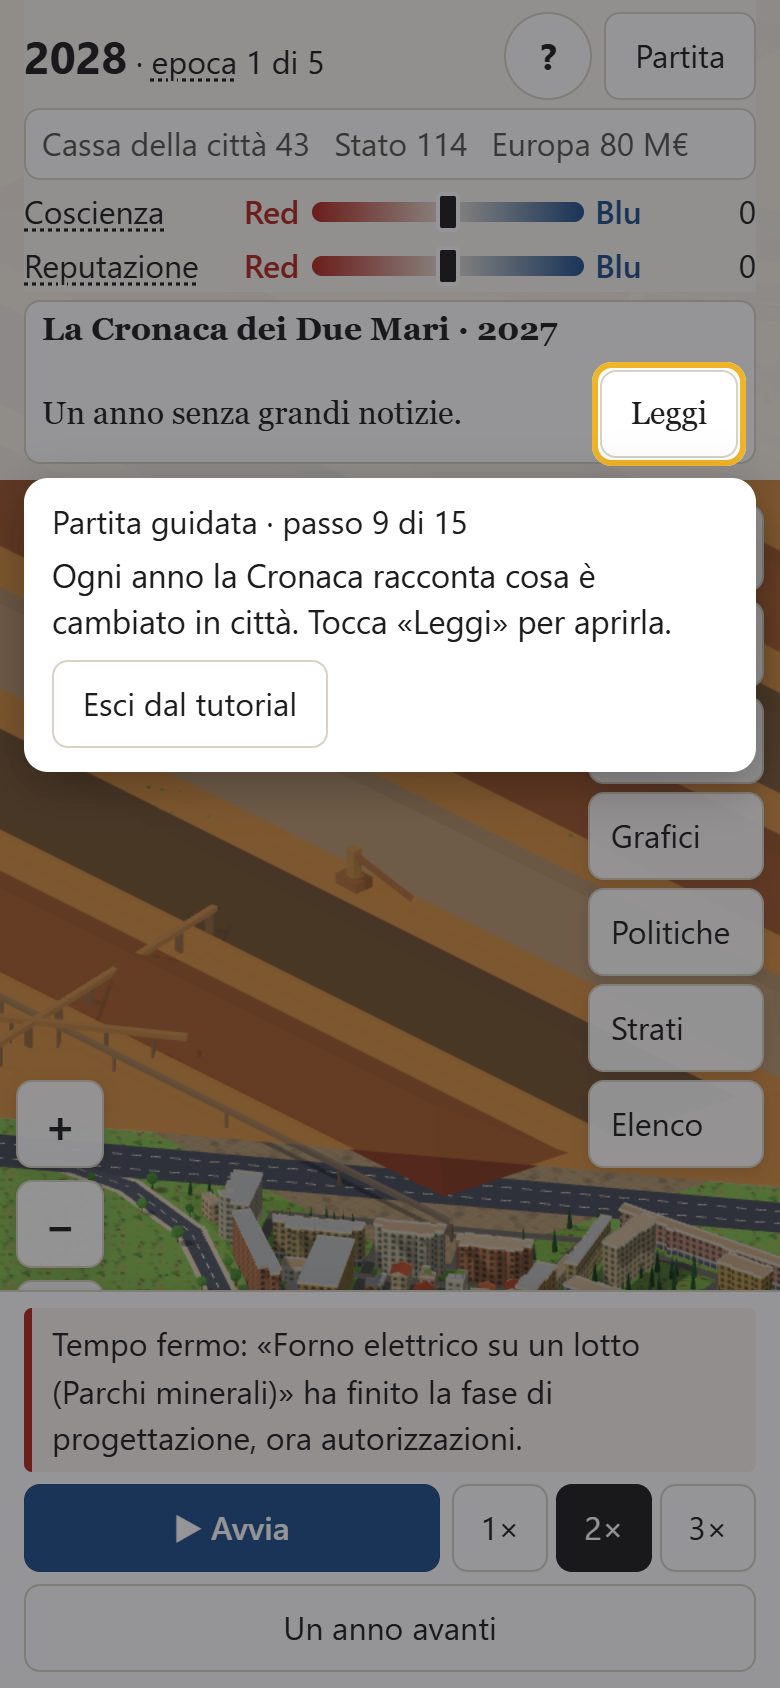 2028 · epoca 1 di 5
?
Partita
Cassa della città 43 Stato 114 Europa 80 M€
Coscienza Red Blu 0
Reputazione Red Blu 0
La Cronaca dei Due Mari · 2027
Un anno senza grandi notizie.
Leggi
Partita guidata · passo 9 di 15
Ogni anno la Cronaca racconta cosa è
cambiato in città. Tocca «Leggi» per aprirla.
Esci dal tutorial
Grafici
Politiche
Strati
Elenco
+
−
Tempo fermo: «Forno elettrico su un lotto
(Parchi minerali)» ha finito la fase di
progettazione, ora autorizzazioni.
▶ Avvia
1×
2×
3×
Un anno avanti